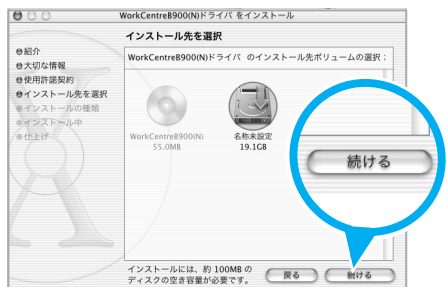 WorkCentreB900(N)ドライバ をインストール
インストール先を選択
紹介
大切な情報
使用許諾契約
インストール先を選択
インストールの種類
インストール中
仕上げ
WorkCentreB900(N)ドライバ のインストール先ボリュームの選択：
WorkCentreB900(N)
55.0MB
名称未設定
19.1GB
続ける
インストールには、約 100MB の
ディスクの空き容量が必要です。
戻る
続ける